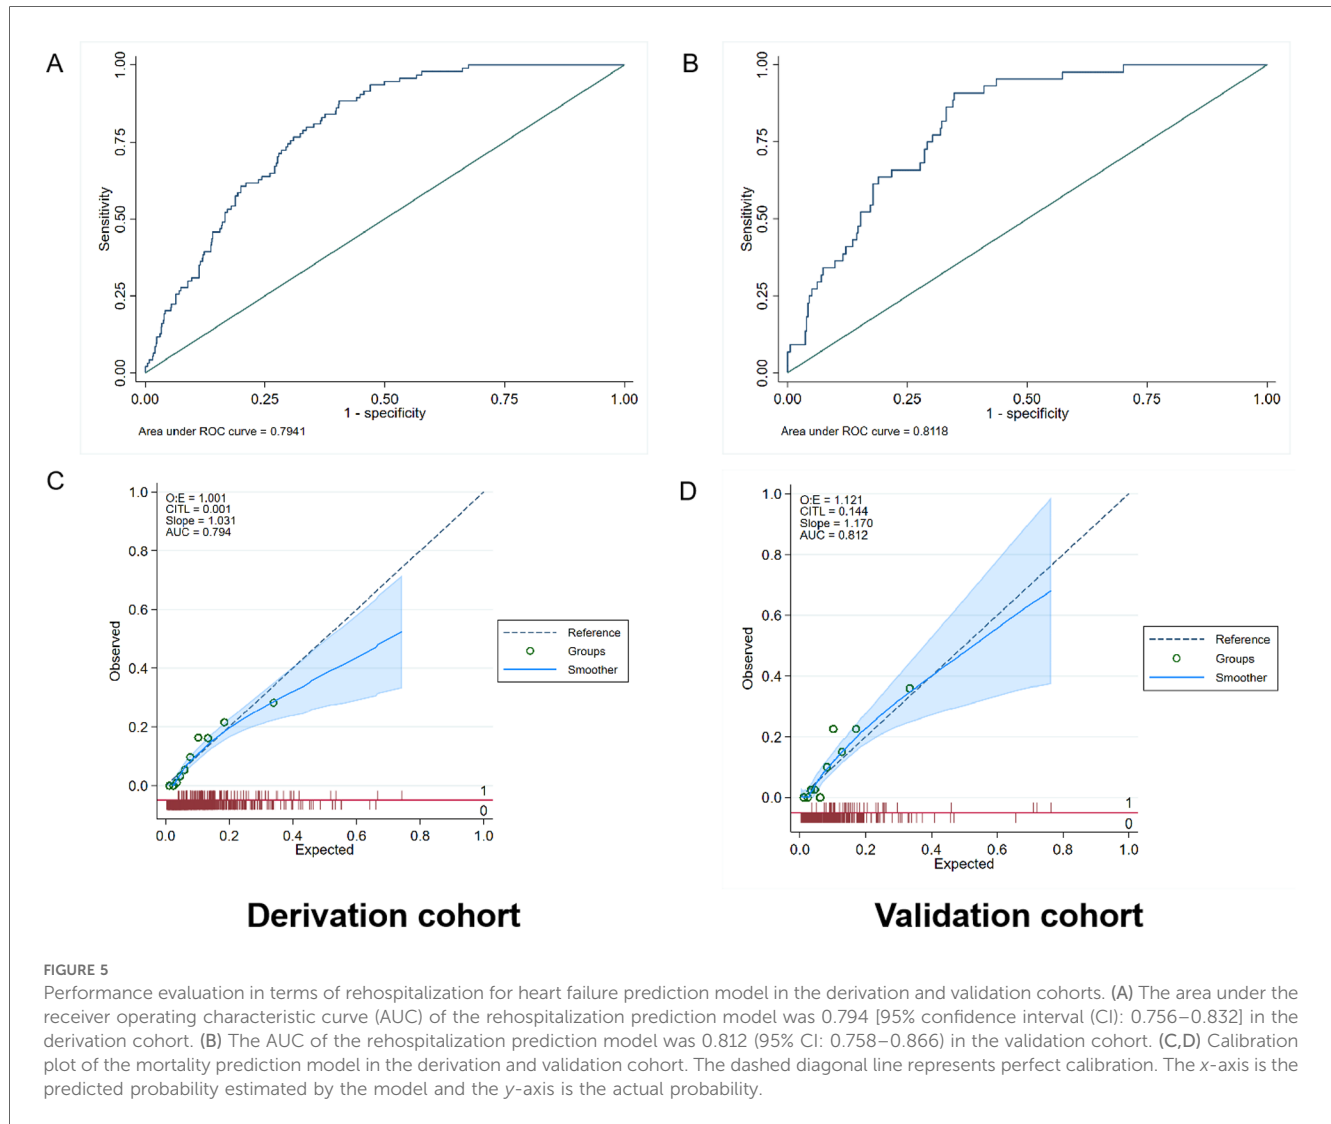 A
1.00
0.75
0.50
0.25
0.00
Sensitivity
0.00 0.25 0.50 0.75 1.00
1 - specificity
Area under ROC curve = 0.7941
B
1.00
0.75
0.50
0.25
0.00
Sensitivity
0.00 0.25 0.50 0.75 1.00
1 - specificity
Area under ROC curve = 0.8118
C
O:E = 1.001
CITL = 0.001
Slope = 1.031
AUC = 0.794
1.0
0.8
0.6
0.4
0.2
0.0
Observed
1
0
0.0 0.2 0.4 0.6 0.8 1.0
Expected
Reference
Groups
Smoother
D
O:E = 1.121
CITL = 0.144
Slope = 1.170
AUC = 0.812
1.0
0.8
0.6
0.4
0.2
0.0
Observed
1
0
0.0 0.2 0.4 0.6 0.8 1.0
Expected
Reference
Groups
Smoother
Derivation cohort
Validation cohort
FIGURE 5
Performance evaluation in terms of rehospitalization for heart failure prediction model in the derivation and validation cohorts. (A) The area under the
receiver operating characteristic curve (AUC) of the rehospitalization prediction model was 0.794 [95% confidence interval (CI): 0.756–0.832] in the
derivation cohort. (B) The AUC of the rehospitalization prediction model was 0.812 (95% CI: 0.758–0.866) in the validation cohort. (C,D) Calibration
plot of the mortality prediction model in the derivation and validation cohort. The dashed diagonal line represents perfect calibration. The x-axis is the
predicted probability estimated by the model and the y-axis is the actual probability.